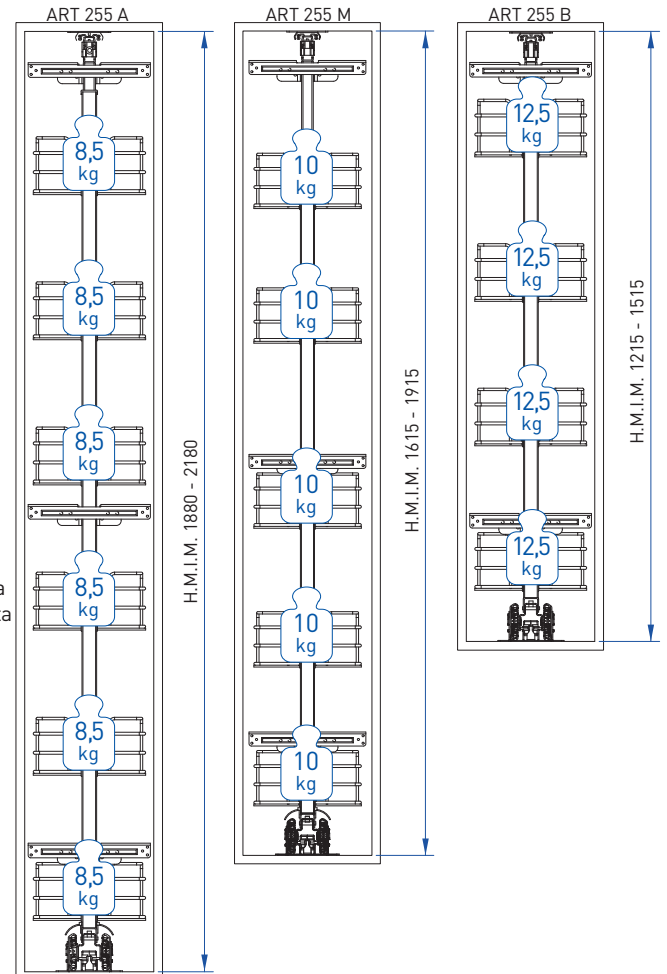 ART 255 A
8,5
kg
8,5
kg
8,5
kg
8,5
kg
8,5
kg
8,5
kg
H.M.I.M. 1880 - 2180
ART 255 M
10
kg
10
kg
10
kg
10
kg
10
kg
H.M.I.M. 1615 - 1915
ART 255 B
12,5
kg
12,5
kg
12,5
kg
12,5
kg
H.M.I.M. 1215 - 1515